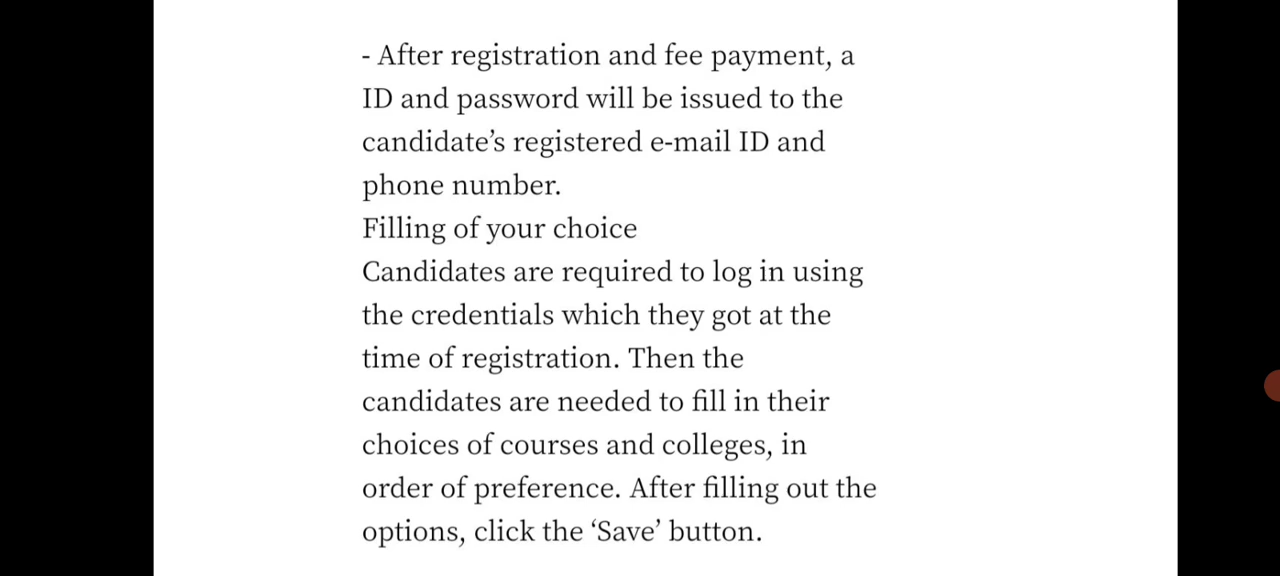 - After registration and fee payment, a
ID and password will be issued to the
candidate’s registered e-mail ID and
phone number.
Filling of your choice
Candidates are required to log in using
the credentials which they got at the
time of registration. Then the
candidates are needed to fill in their
choices of courses and colleges, in
order of preference. After filling out the
options, click the ‘Save’ button.